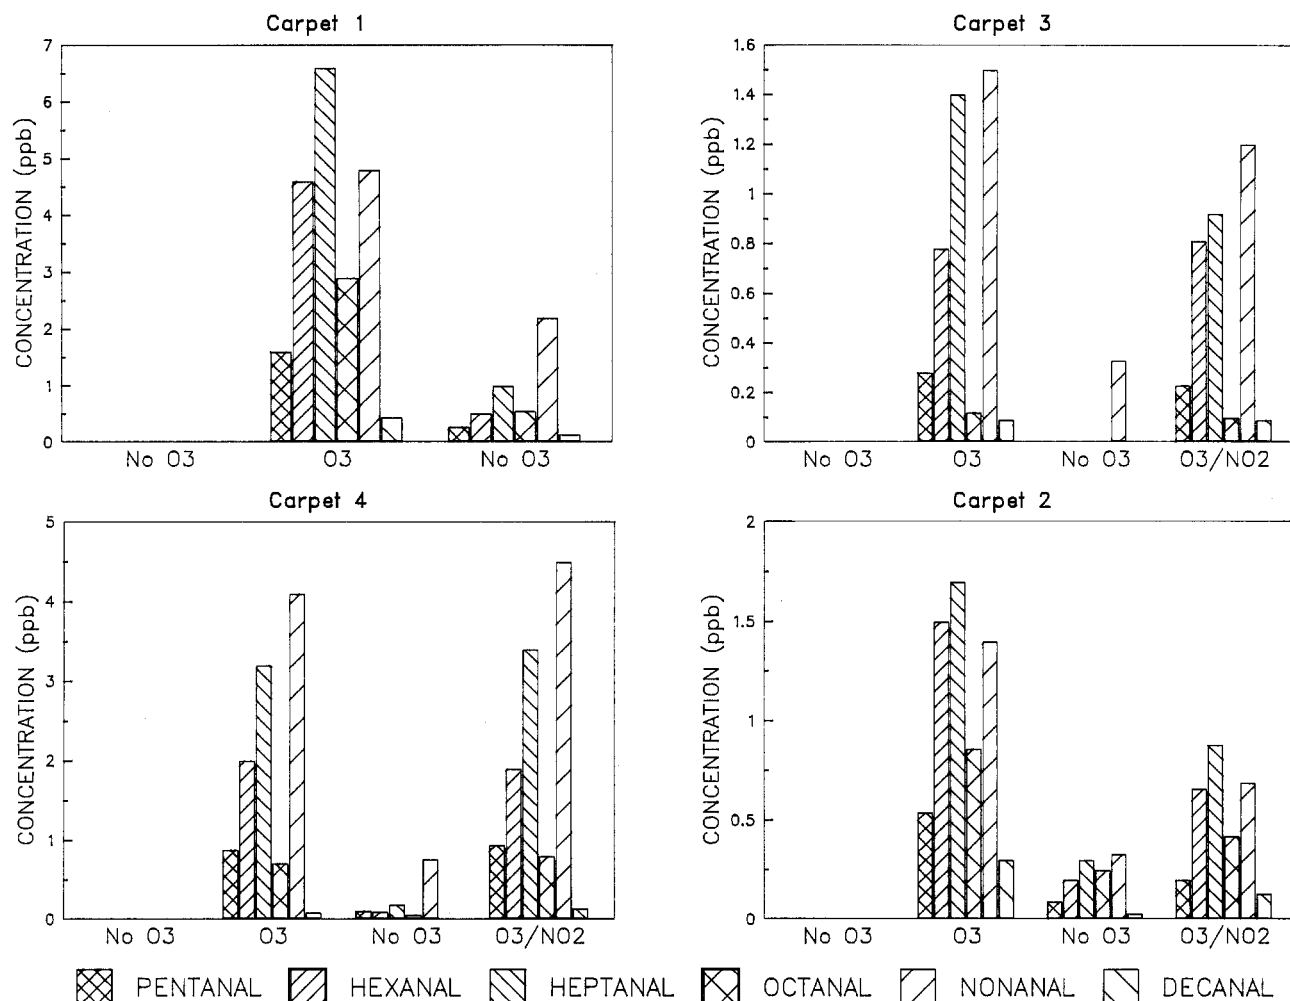 Carpet 1
CONCENTRATION (ppb)
7
6
5
4
3
2
1
0
No O3
O3
No O3
Carpet 3
CONCENTRATION (ppb)
1.6
1.4
1.2
1
0.8
0.6
0.4
0.2
0
No O3
O3
No O3
O3/NO2
Carpet 4
CONCENTRATION (ppb)
5
4
3
2
1
0
No O3
O3
No O3
O3/NO2
Carpet 2
CONCENTRATION (ppb)
2
1.5
1
0.5
0
No O3
O3
No O3
O3/NO2
PENTANAL HEXANAL HEPTANAL OCTANAL NONANAL DECANAL